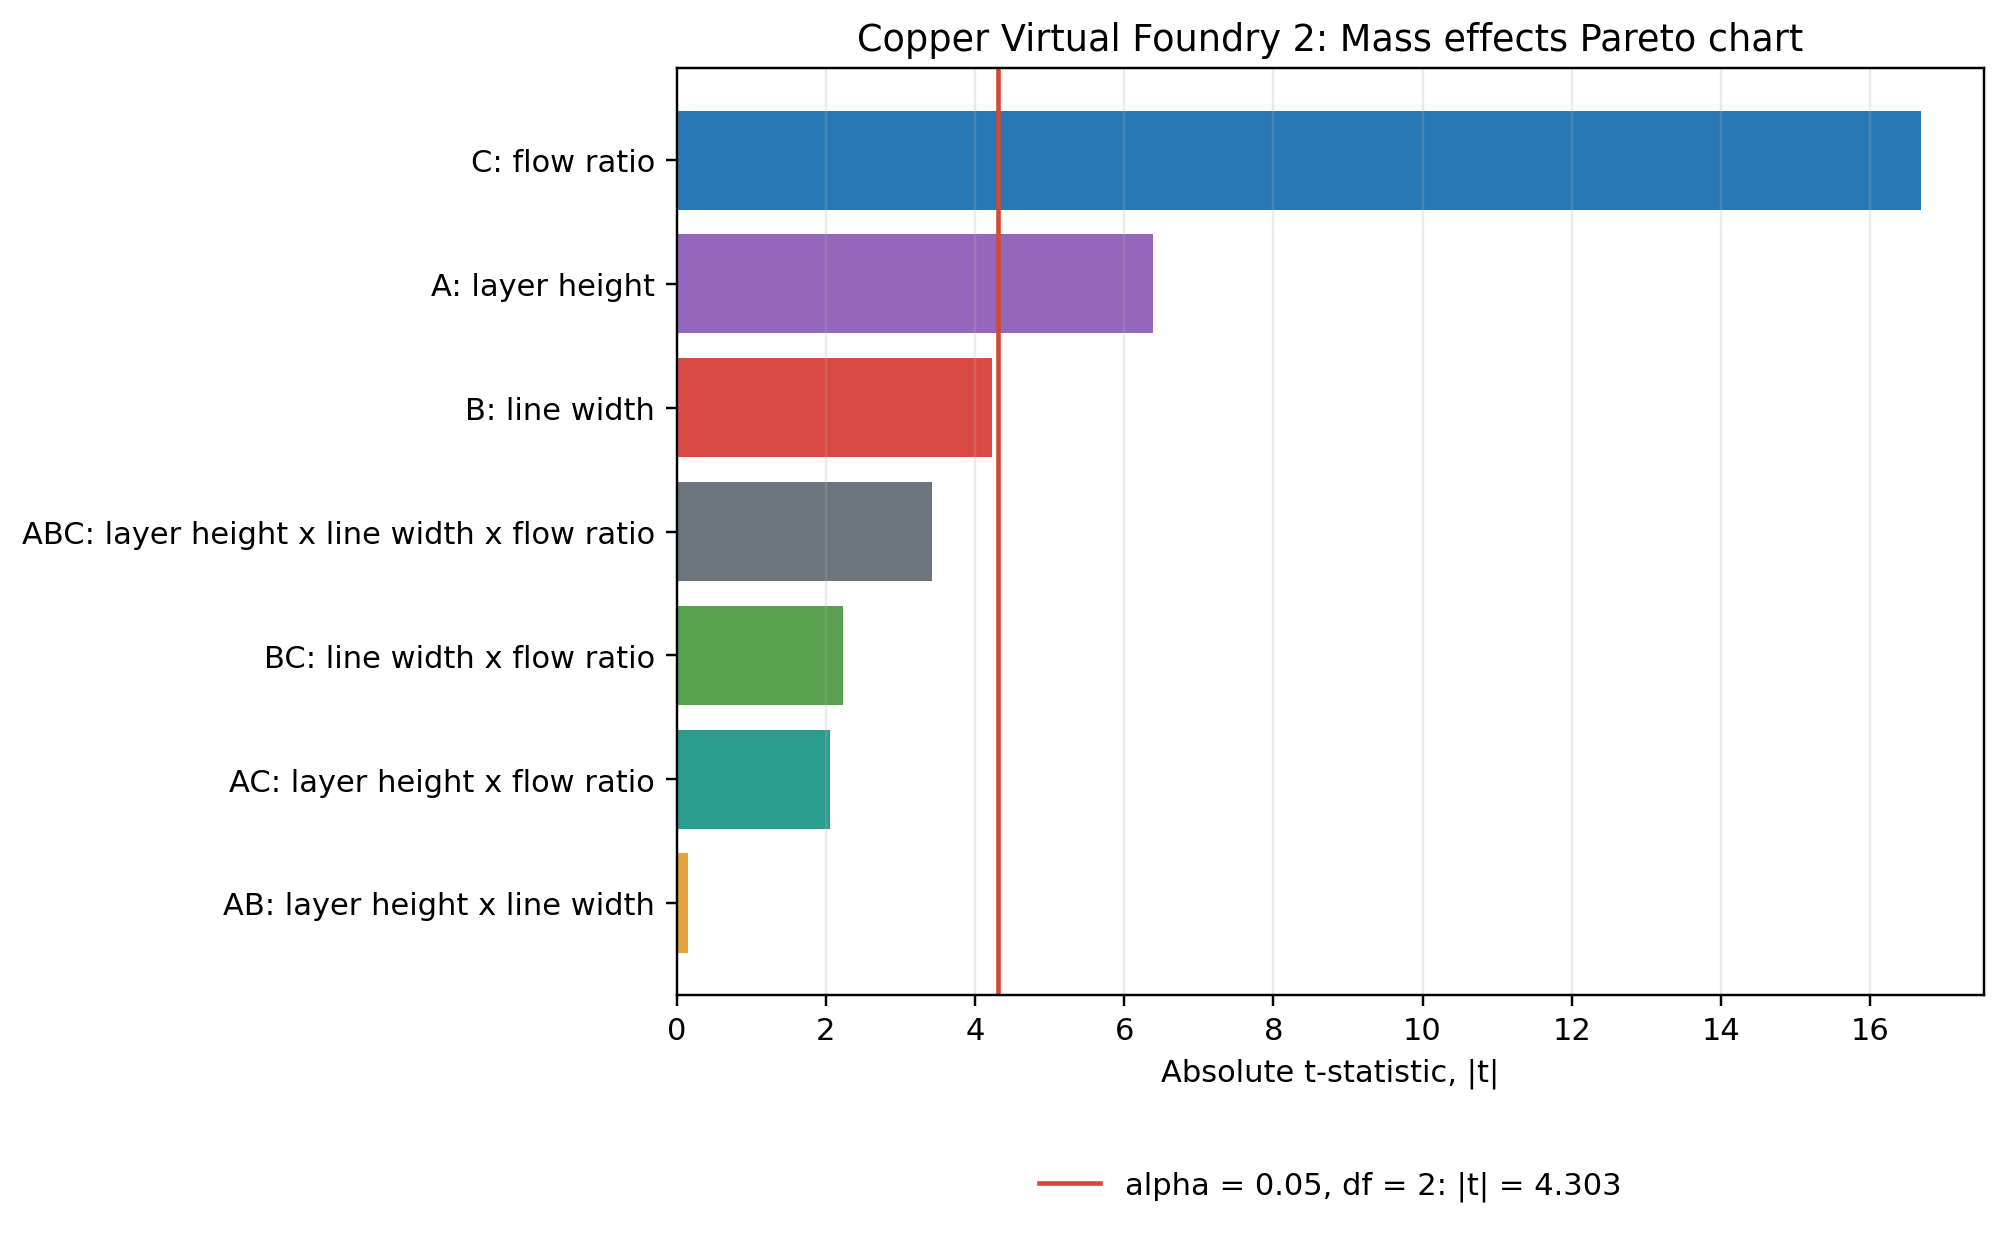 Copper Virtual Foundry 2: Mass effects Pareto chart
C: flow ratio
A: layer height
B: line width
ABC: layer height x line width x flow ratio
BC: line width x flow ratio
AC: layer height x flow ratio
AB: layer height x line width
0 2 4 6 8 10 12 14 16
Absolute t-statistic, |t|
alpha = 0.05, df = 2: |t| = 4.303